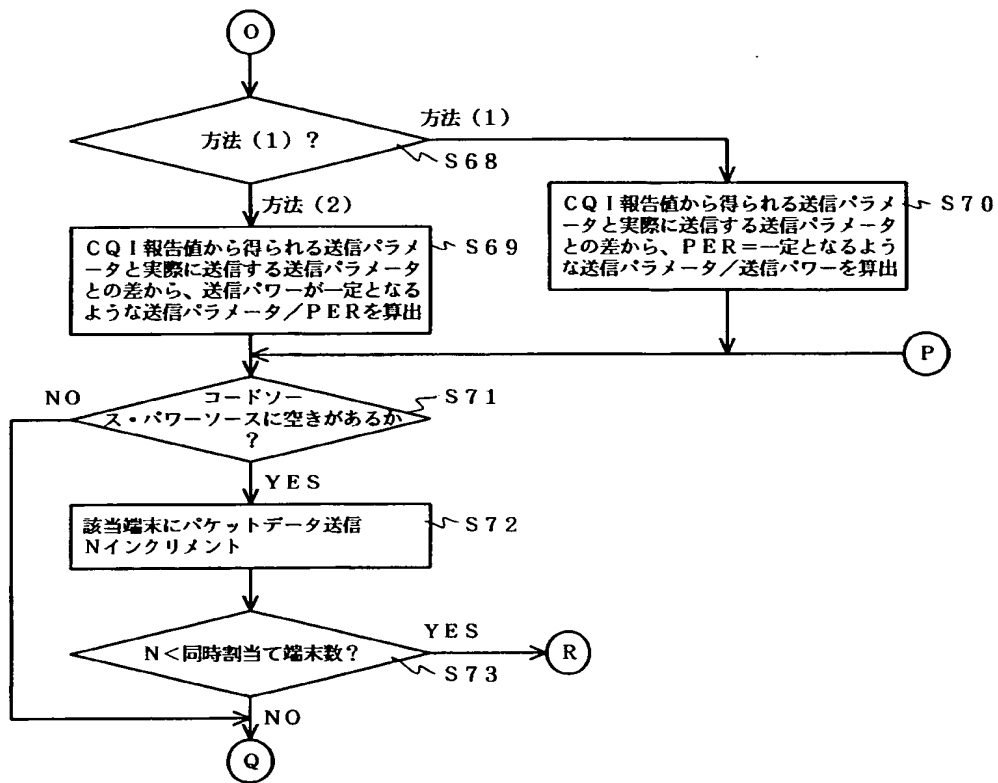 O
方法(1)?
方法(1)
S68
方法(2)
CQI報告値から得られる送信パラメ
ータと実際に送信する送信パラメータ
との差から、送信パワーが一定となる
ような送信パラメータ/PERを算出
S69
CQI報告値から得られる送信パラメ
ータと実際に送信する送信パラメータ
との差から、PER=一定となるよう
な送信パラメータ/送信パワーを算出
S70
P
NO
コードソー
ス・パワーソースに空きがあるか
?
S71
YES
該当端末にパケットデータ送信
Nインクリメント
S72
N<同時割当て端末数?
YES
R
S73
NO
Q